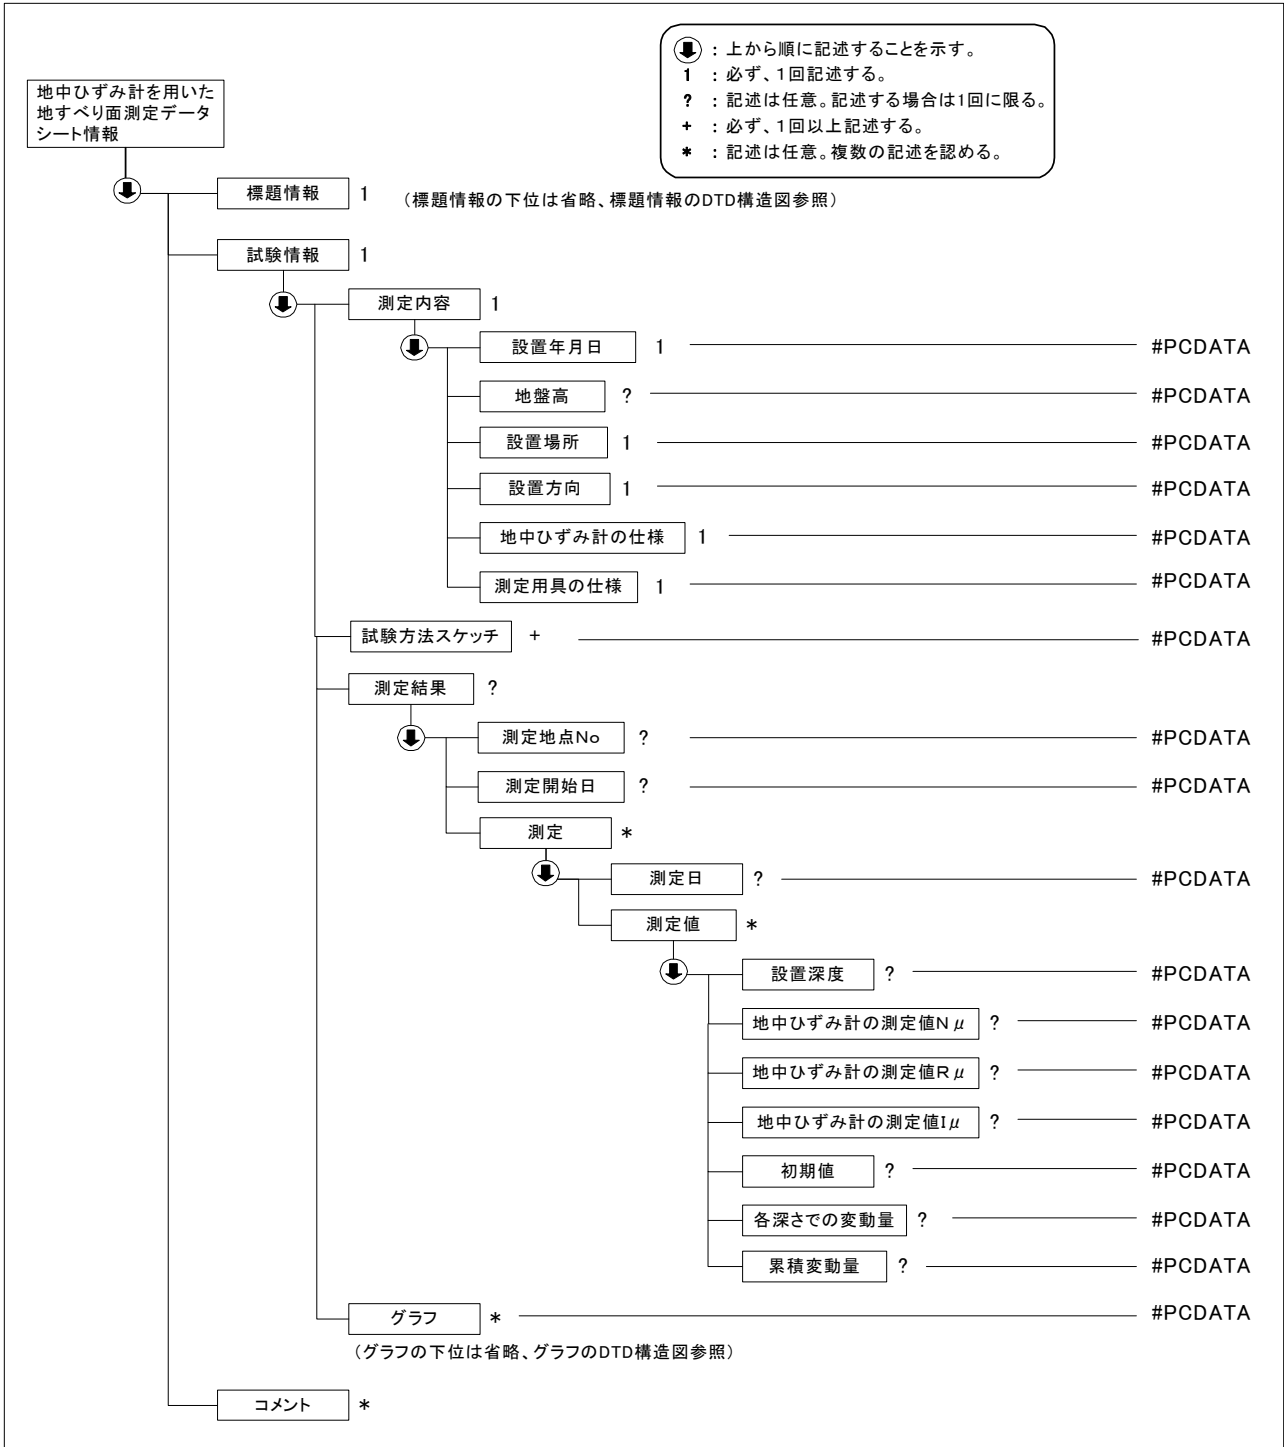 ：上から順に記述することを示す。
1：必ず、1回記述する。
?：記述は任意。記述する場合は1回に限る。
+：必ず、1回以上記述する。
*：記述は任意。複数の記述を認める。
地中ひずみ計を用いた
地すべり面測定データ
シート情報
標題情報 1 （標題情報の下位は省略、標題情報のDTD構造図参照）
試験情報 1
測定内容 1
設置年月日 1 #PCDATA
地盤高 ? #PCDATA
設置場所 1 #PCDATA
設置方向 1 #PCDATA
地中ひずみ計の仕様 1 #PCDATA
測定用具の仕様 1 #PCDATA
試験方法スケッチ + #PCDATA
測定結果 ?
測定地点No ? #PCDATA
測定開始日 ? #PCDATA
測定 *
測定日 ? #PCDATA
測定値 *
設置深度 ? #PCDATA
地中ひずみ計の測定値Nμ ? #PCDATA
地中ひずみ計の測定値Rμ ? #PCDATA
地中ひずみ計の測定値Iμ ? #PCDATA
初期値 ? #PCDATA
各深さでの変動量 ? #PCDATA
累積変動量 ? #PCDATA
グラフ * #PCDATA
（グラフの下位は省略、グラフのDTD構造図参照）
コメント *